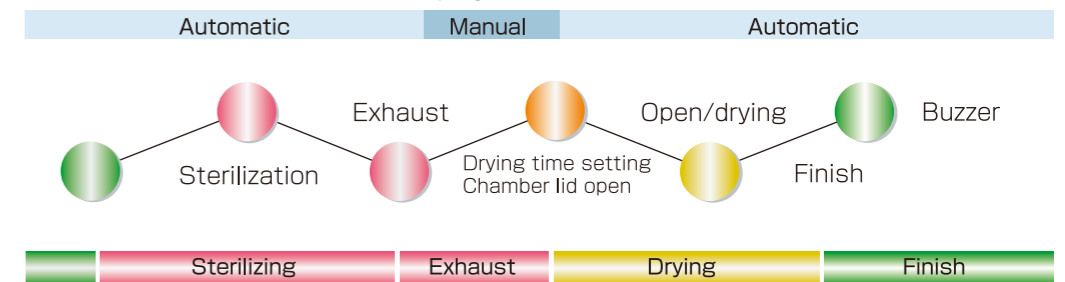 Automatic Manual Automatic
Exhaust Open/drying Buzzer
Sterilization Drying time setting Finish
Chamber lid open
Sterilizing Exhaust Drying Finish